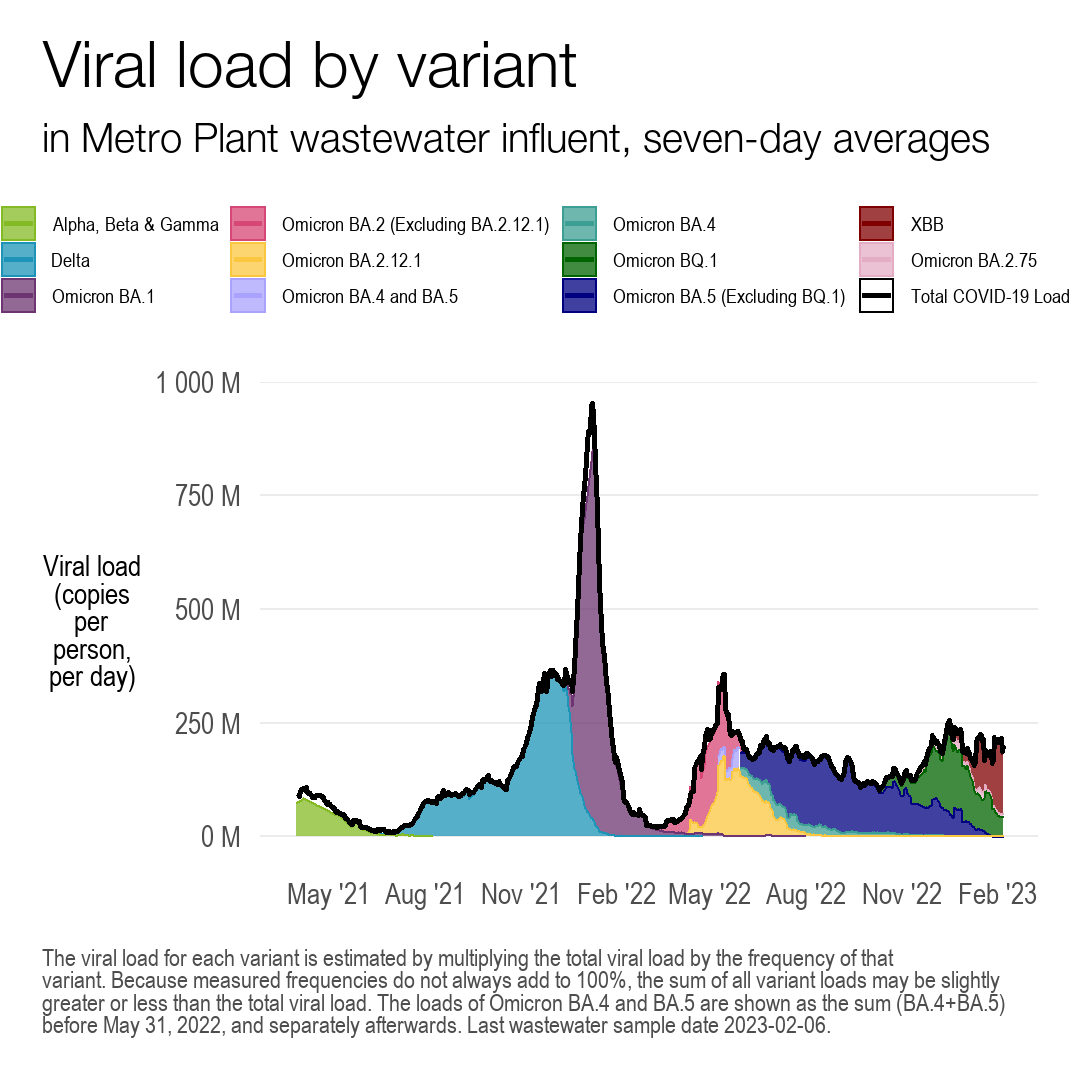 Viral load by variant
in Metro Plant wastewater influent, seven-day averages
Alpha, Beta & Gamma
Omicron BA.2 (Excluding BA.2.12.1)
Omicron BA.4
XBB
Delta
Omicron BA.2.12.1
Omicron BQ.1
Omicron BA.2.75
Omicron BA.1
Omicron BA.4 and BA.5
Omicron BA.5 (Excluding BQ.1)
Total COVID-19 Load
1 000 M
750 M
500 M
250 M
0 M
Viral load
(copies
per
person,
per day)
May '21
Aug '21
Nov '21
Feb '22
May '22
Aug '22
Nov '22
Feb '23
The viral load for each variant is estimated by multiplying the total viral load by the frequency of that
variant. Because measured frequencies do not always add to 100%, the sum of all variant loads may be slightly
greater or less than the total viral load. The loads of Omicron BA.4 and BA.5 are shown as the sum (BA.4+BA.5)
before May 31, 2022, and separately afterwards. Last wastewater sample date 2023-02-06.